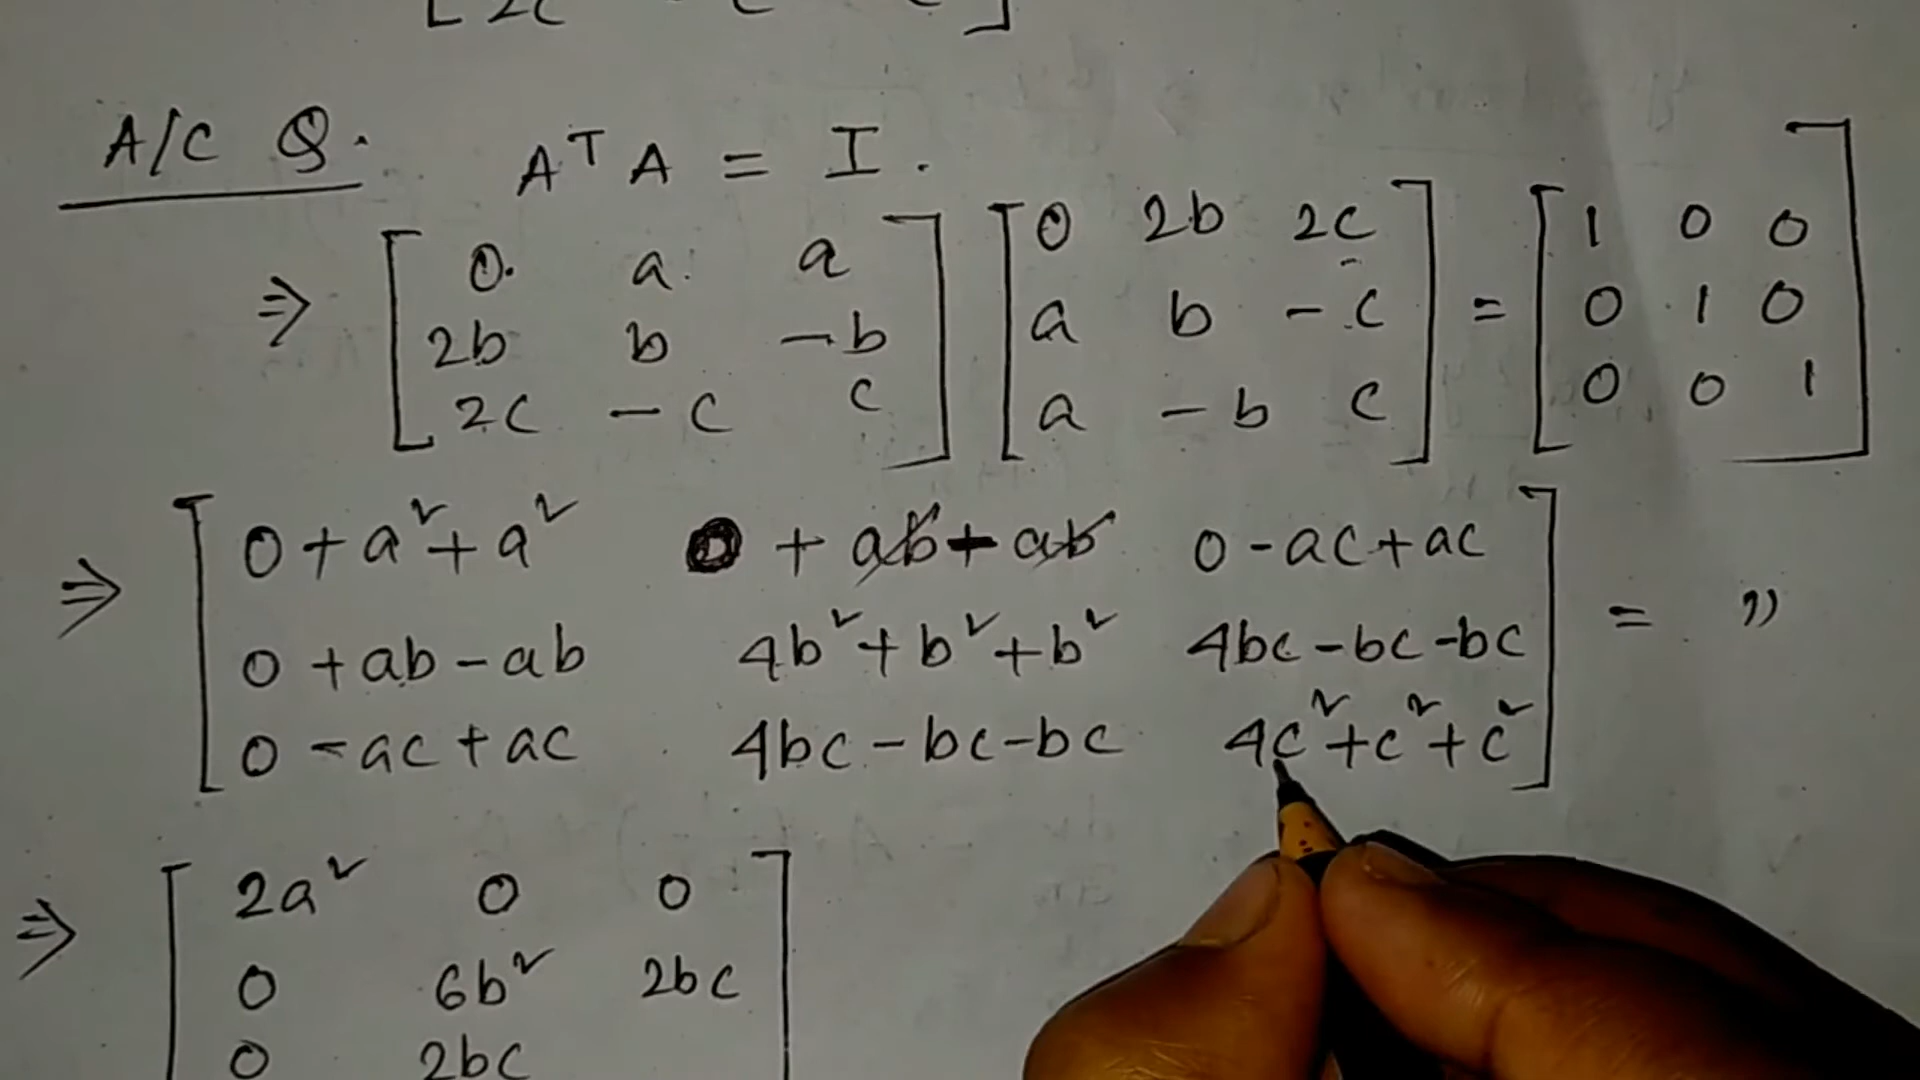 [ 2c - c c ]
A/C Q. AᵀA = I.
⇒ [ 0 a a ] [ 0 2b 2c ] = [ 1 0 0 ]
[ 2b b -b ] [ a b -c ] [ 0 1 0 ]
[ 2c -c c ] [ a -b c ] [ 0 0 1 ]
⇒ [ 0+a²+a² 0 + ab - ab 0-ac+ac ] = ”
[ 0+ab-ab 4b²+b²+b² 4bc-bc-bc ]
[ 0-ac+ac 4bc-bc-bc 4c²+c²+c² ]
⇒ [ 2a² 0 0 ]
[ 0 6b² 2bc ]
[ 0 2bc ]